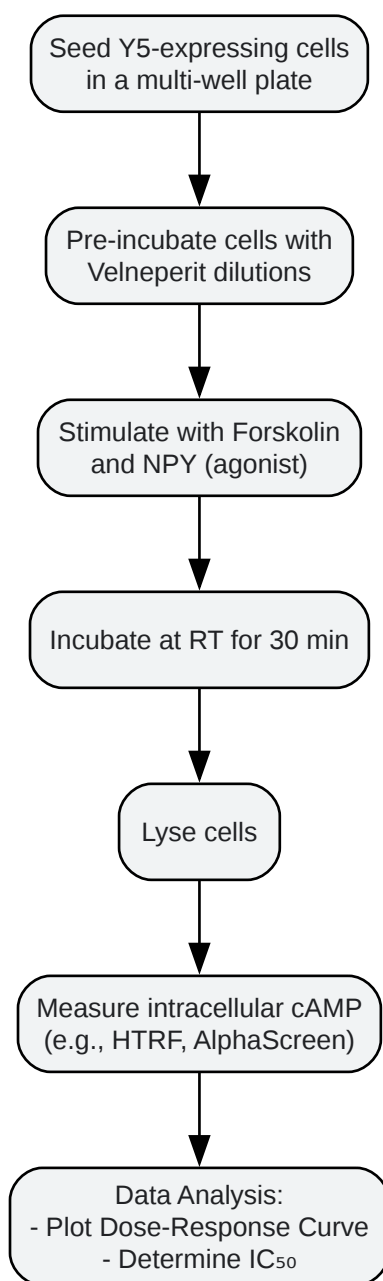 Seed Y5-expressing cells
in a multi-well plate
Pre-incubate cells with
Velneperit dilutions
Stimulate with Forskolin
and NPY (agonist)
Incubate at RT for 30 min
Lyse cells
Measure intracellular cAMP
(e.g., HTRF, AlphaScreen)
Data Analysis:
- Plot Dose-Response Curve
- Determine IC₅₀